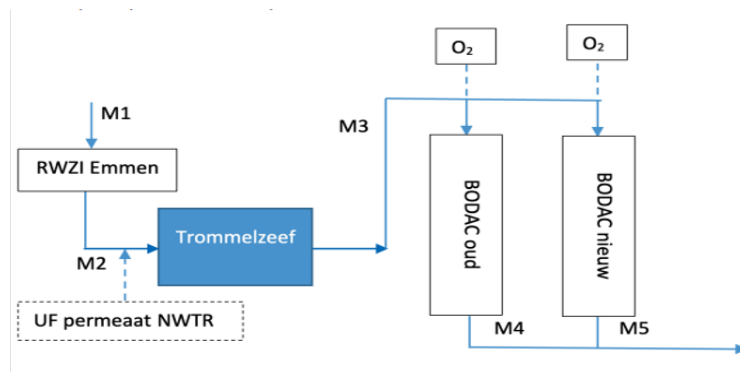 O₂
O₂
M1
M3
RWZI Emmen
BODAC oud
BODAC nieuw
Trommelzeef
M2
UF permeaat NWTR
M4
M5